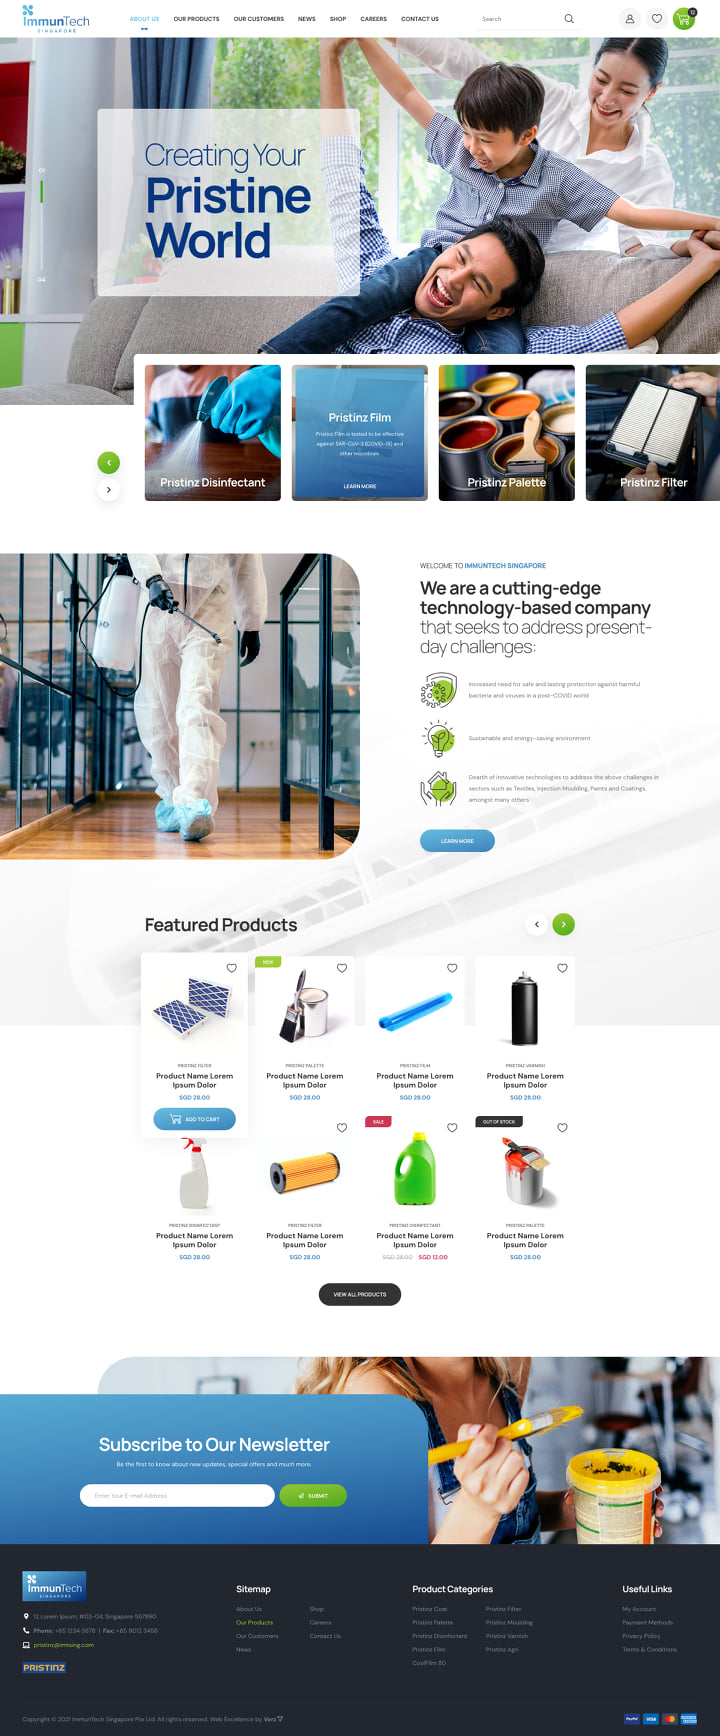 ImmunTech
SINGAPORE
ABOUT US
OUR PRODUCTS
OUR CUSTOMERS
NEWS
SHOP
CAREERS
CONTACT US
Search
12
01
04
Creating Your
Pristine
World
Pristinz Disinfectant
Pristinz Film
Pristinz Film is tested to be effective
against SAR-CoV-2 (COVID-19) and
other microbials.
LEARN MORE
Pristinz Palette
Pristinz Filter
WELCOME TO IMMUNTECH SINGAPORE
We are a cutting-edge
technology-based company
that seeks to address present-
day challenges:
Increased need for safe and lasting protection against harmful
bacteria and viruses in a post-COVID world
Sustainable and energy-saving environment
Dearth of innovative technologies to address the above challenges in
sectors such as Textiles, Injection Moulding, Paints and Coatings,
amongst many others
LEARN MORE
Featured Products
PRISTINZ FILTER
Product Name Lorem
Ipsum Dolor
SGD 28.00
ADD TO CART
NEW
PRISTINZ PALETTE
Product Name Lorem
Ipsum Dolor
SGD 28.00
PRISTINZ FILM
Product Name Lorem
Ipsum Dolor
SGD 28.00
PRISTINZ VARNISH
Product Name Lorem
Ipsum Dolor
SGD 28.00
PRISTINZ DISINFECTANT
Product Name Lorem
Ipsum Dolor
SGD 28.00
PRISTINZ FILTER
Product Name Lorem
Ipsum Dolor
SGD 28.00
SALE
PRISTINZ DISINFECTANT
Product Name Lorem
Ipsum Dolor
SGD 28.00 SGD 12.00
OUT OF STOCK
PRISTINZ PALETTE
Product Name Lorem
Ipsum Dolor
SGD 28.00
VIEW ALL PRODUCTS
Subscribe to Our Newsletter
Be the first to know about new updates, special offers and much more.
Enter Your E-mail Address
SUBMIT
ImmunTech
SINGAPORE
12 Lorem Ipsum, #03-04, Singapore 567890
Phone: +65 1234 5678 | Fax: +65 9012 3456
pristinz@imtsing.com
PRISTINZ
Sitemap
About Us
Our Products
Our Customers
News
Shop
Careers
Contact Us
Product Categories
Pristinz Coat
Pristinz Palette
Pristinz Disinfectant
Pristinz Film
CoolFilm 80
Pristinz Filter
Pristinz Moulding
Pristinz Varnish
Pristinz Agri
Useful Links
My Account
Payment Methods
Privacy Policy
Terms & Conditions
Copyright © 2021 ImmunTech Singapore Pte Ltd. All rights reserved. Web Excellence by Verz
PayPal
VISA